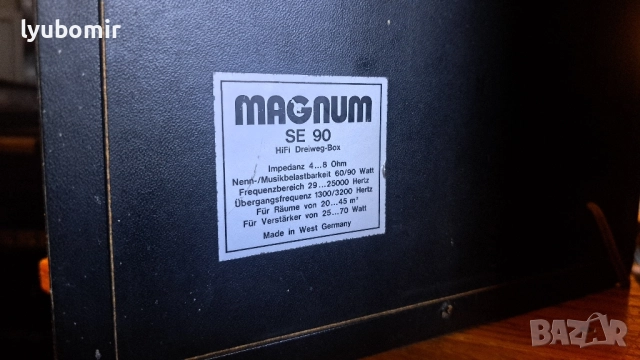 lyubomir
MAGNUM
SE 90
HiFi Dreiweg-Box
Impedanz 4...8 Ohm
Nenn-/Musikbelastbarkeit 60/90 Watt
Frequenzbereich 29...25000 Hertz
Übergangsfrequenz 1300/3200 Hertz
Für Räume von 20...45 m³
Für Verstärker von 25...70 Watt
Made in West Germany
BAZAR